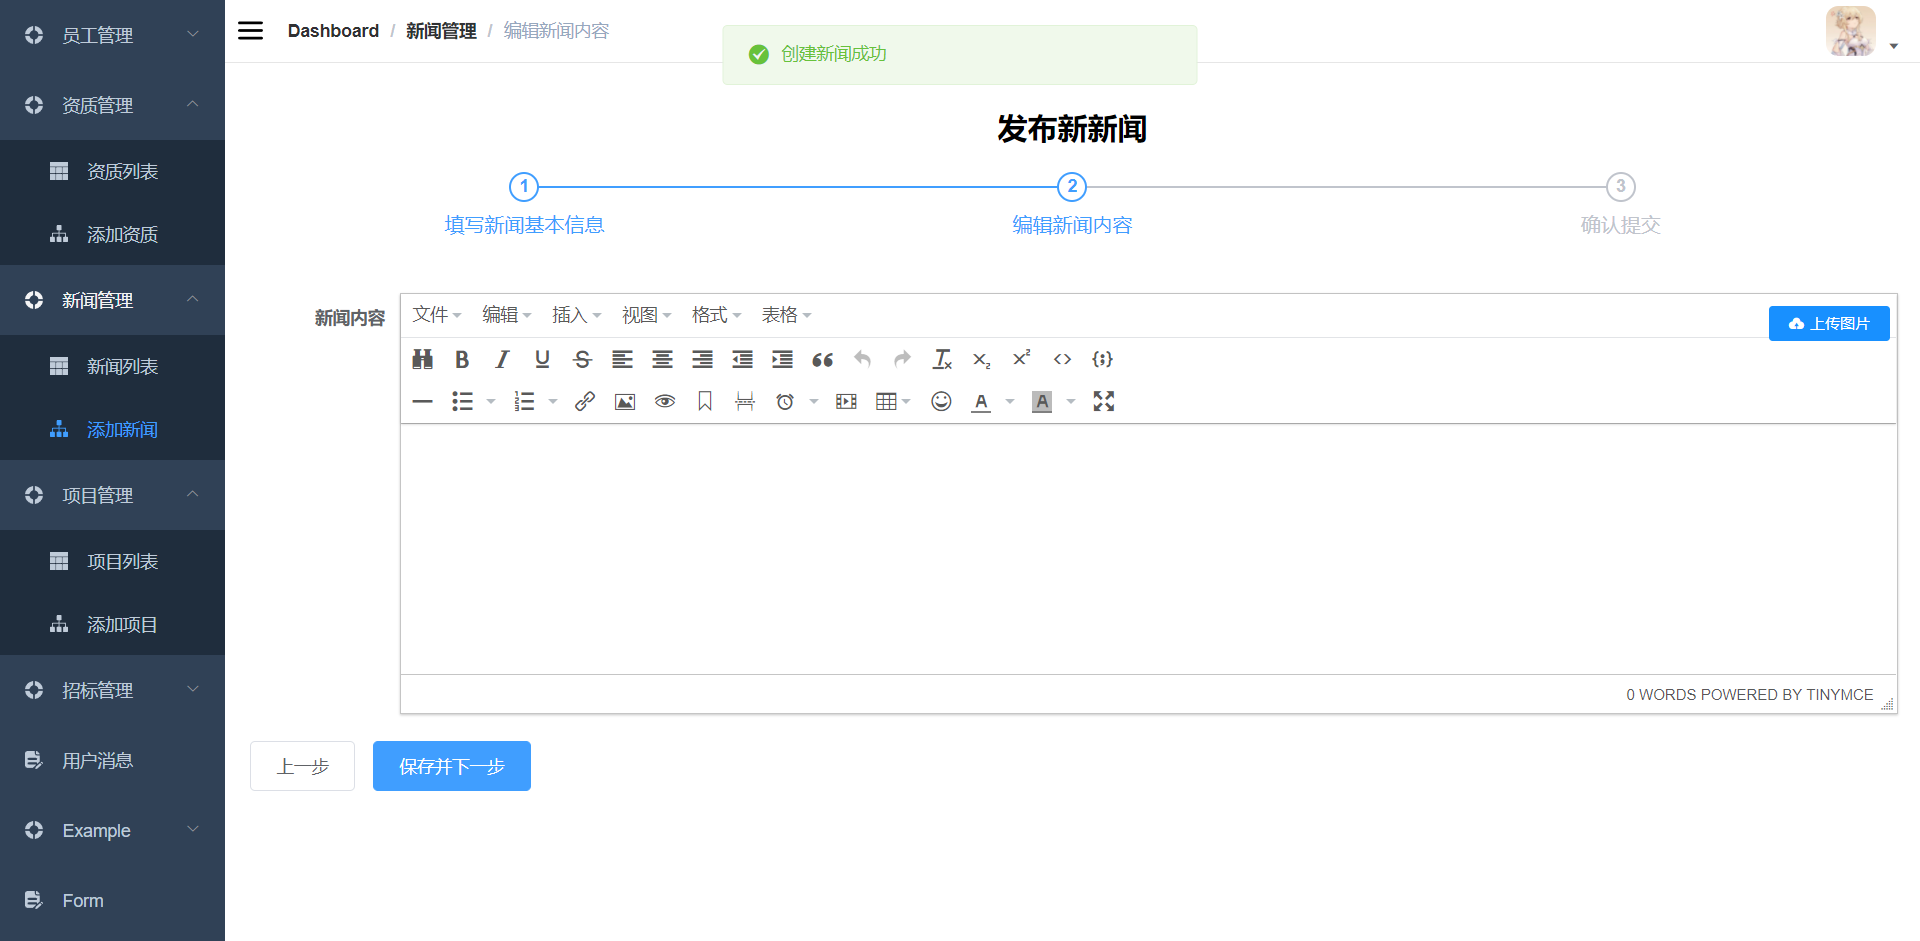 员工管理
资质管理
资质列表
添加资质
新闻管理
新闻列表
添加新闻
项目管理
项目列表
添加项目
招标管理
用户消息
Example
Form
Dashboard / 新闻管理 / 编辑新闻内容
创建新闻成功
发布新新闻
1 2 3
填写新闻基本信息 编辑新闻内容 确认提交
新闻内容
文件 编辑 插入 视图 格式 表格
上传图片
0 WORDS POWERED BY TINYMCE
上一步 保存并下一步